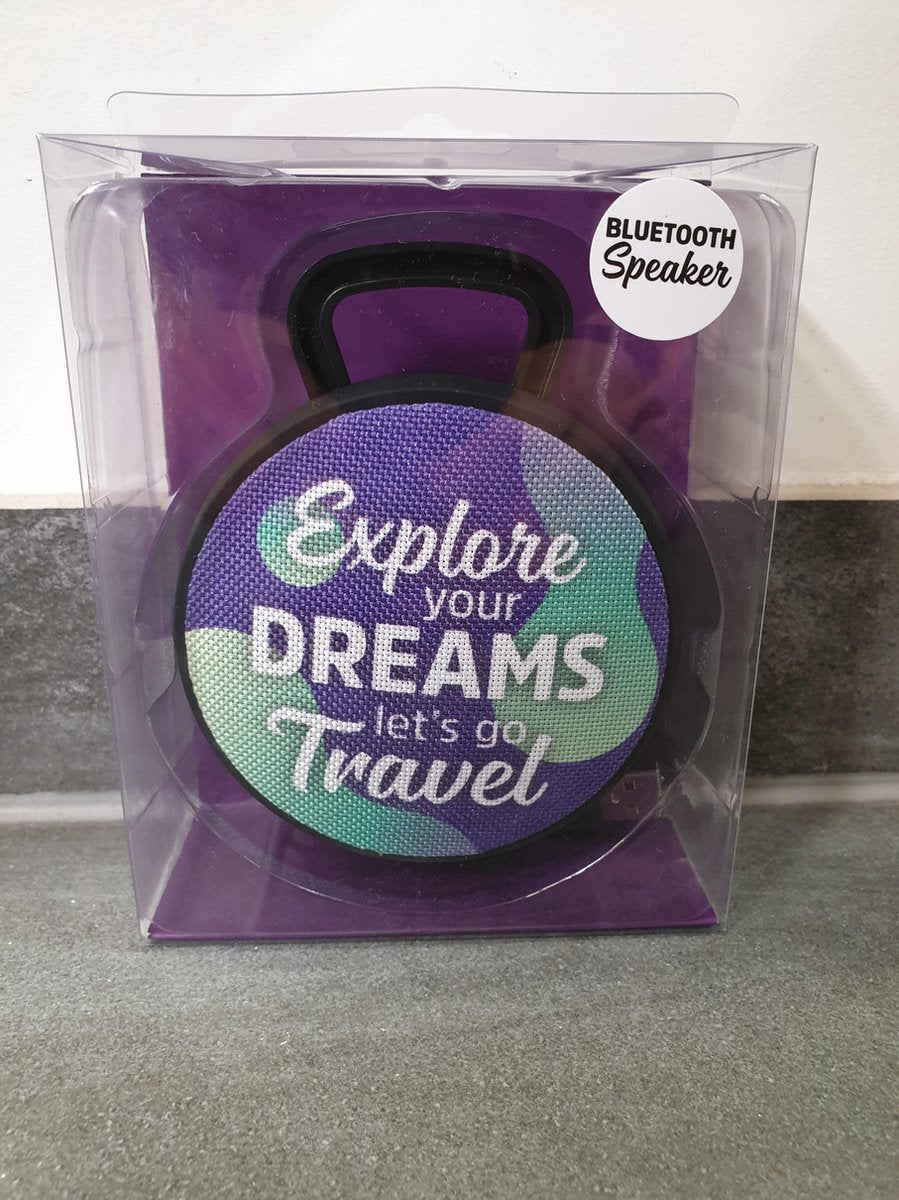 BLUETOOTH
Speaker
Explore
your
DREAMS
let's go
Travel